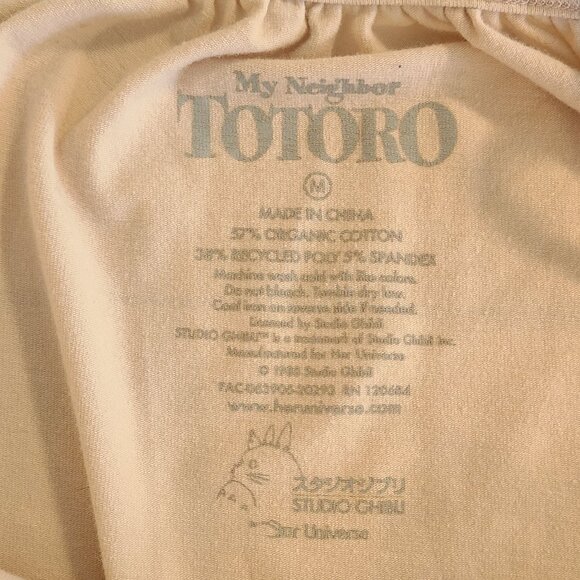 My Neighbor
TOTORO
M
MADE IN CHINA
57% ORGANIC COTTON
38% RECYCLED POLY 5% SPANDEX
Machine wash cold with like colors.
Do not bleach. Tumble dry low.
Cool iron on reverse side if needed.
Licensed by Studio Ghibli
STUDIO GHIBLI™ is a trademark of Studio Ghibli Inc.
Manufactured for Her Universe
© 1988 Studio Ghibli
FAC-063906-20293 RN 120684
www.heruniverse.com
スタジオジブリ
STUDIO GHIBLI
Her Universe